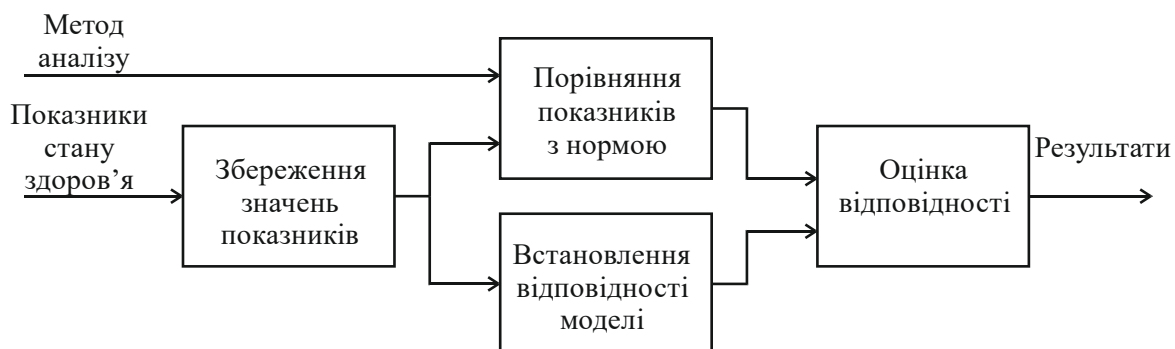 Метод
аналізу
Показники
стану
здоров’я
Збереження
значень
показників
Порівняння
показників
з нормою
Встановлення
відповідності
моделі
Оцінка
відповідності
Результати